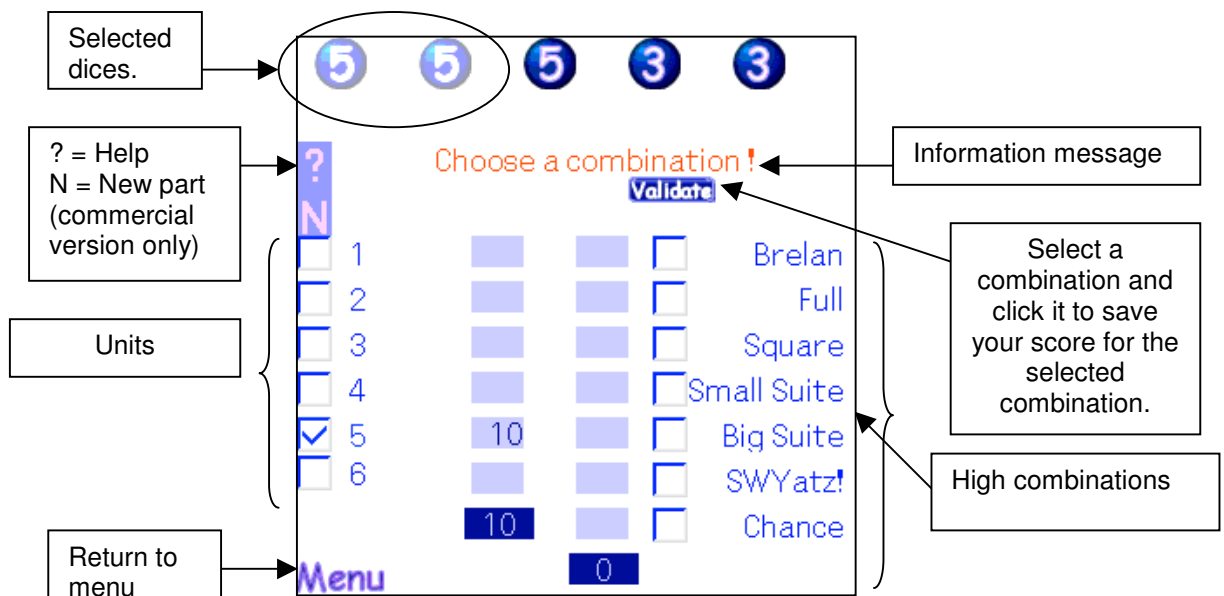 Selected
dices.
5 5 5 3 3
? = Help
N = New part
(commercial
version only)
?
N
Choose a combination !
Validate
Information message
Select a
combination and
click it to save
your score for the
selected
combination.
Units
1 Brelan
2 Full
3 Square
4 Small Suite
5 10 Big Suite
6 SWYatz!
10 Chance
0
High combinations
Return to
menu
Menu